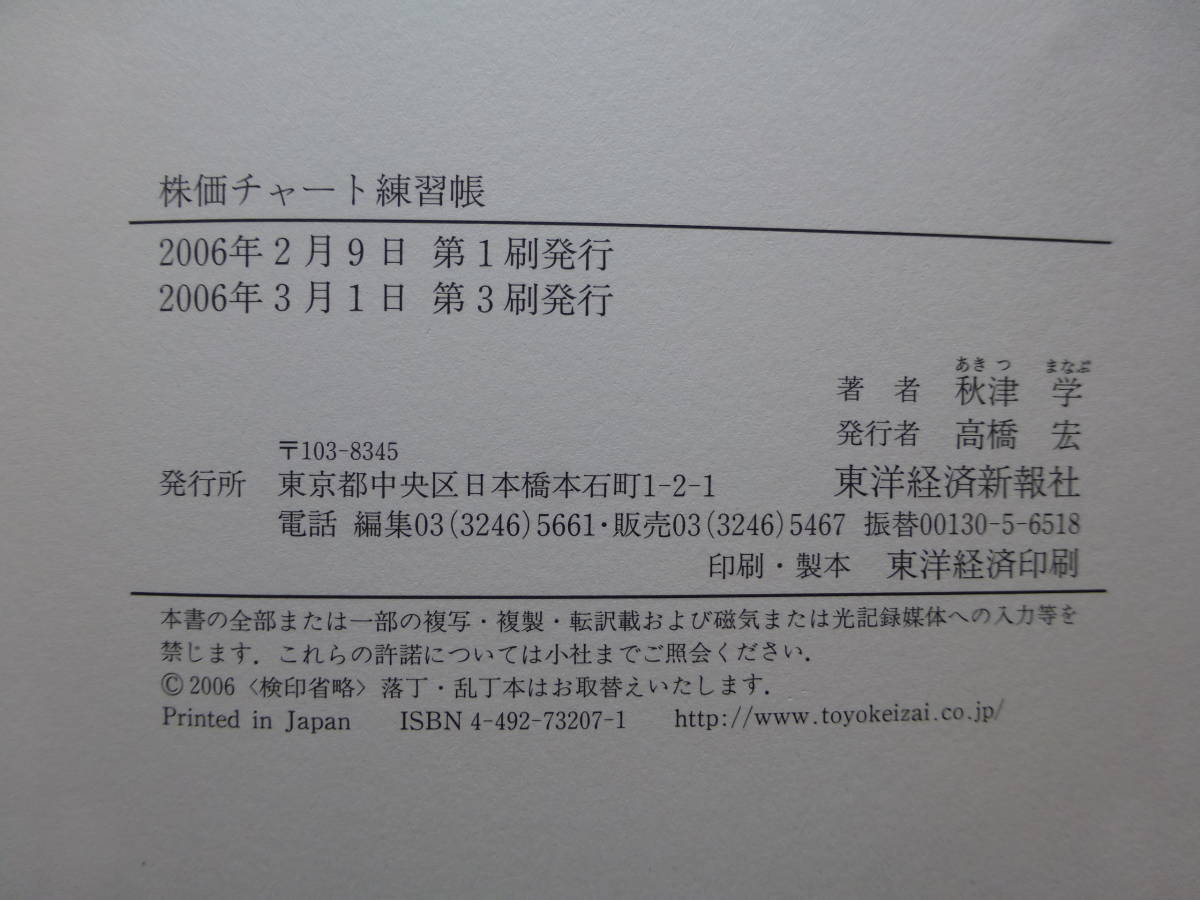 株価チャート練習帳
2006年2月9日 第1刷発行
2006年3月1日 第3刷発行
あきつ まなぶ
著 者 秋津 学
発行者 高橋 宏
〒103-8345
発行所 東京都中央区日本橋本石町1-2-1 東洋経済新報社
電話 編集03(3246)5661・販売03(3246)5467 振替00130-5-6518
印刷・製本 東洋経済印刷
本書の全部または一部の複写・複製・転訳載および磁気または光記録媒体への入力等を
禁じます．これらの許諾については小社までご照会ください．
© 2006〈検印省略〉落丁・乱丁本はお取替えいたします．
Printed in Japan ISBN 4-492-73207-1 http://www.toyokeizai.co.jp/